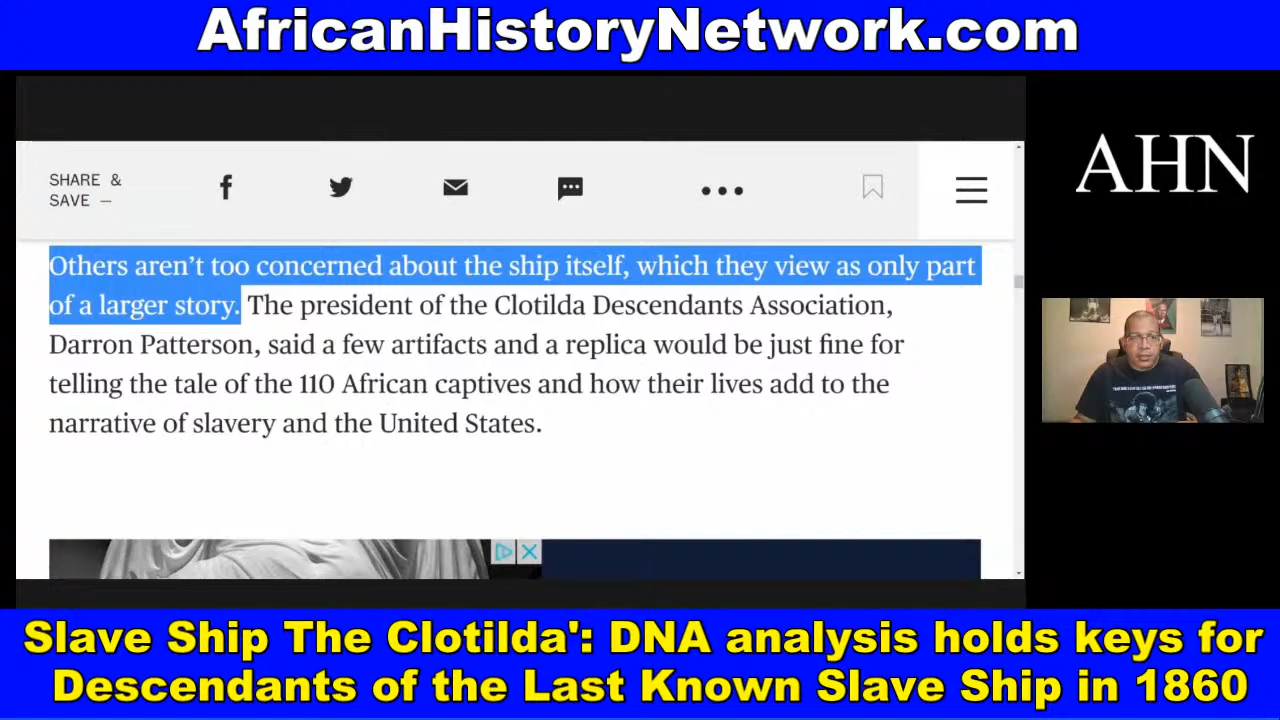 AfricanHistoryNetwork.com
SHARE &
SAVE —
AHN
Others aren’t too concerned about the ship itself, which they view as only part
of a larger story. The president of the Clotilda Descendants Association,
Darron Patterson, said a few artifacts and a replica would be just fine for
telling the tale of the 110 African captives and how their lives add to the
narrative of slavery and the United States.
Slave Ship The Clotilda': DNA analysis holds keys for
Descendants of the Last Known Slave Ship in 1860